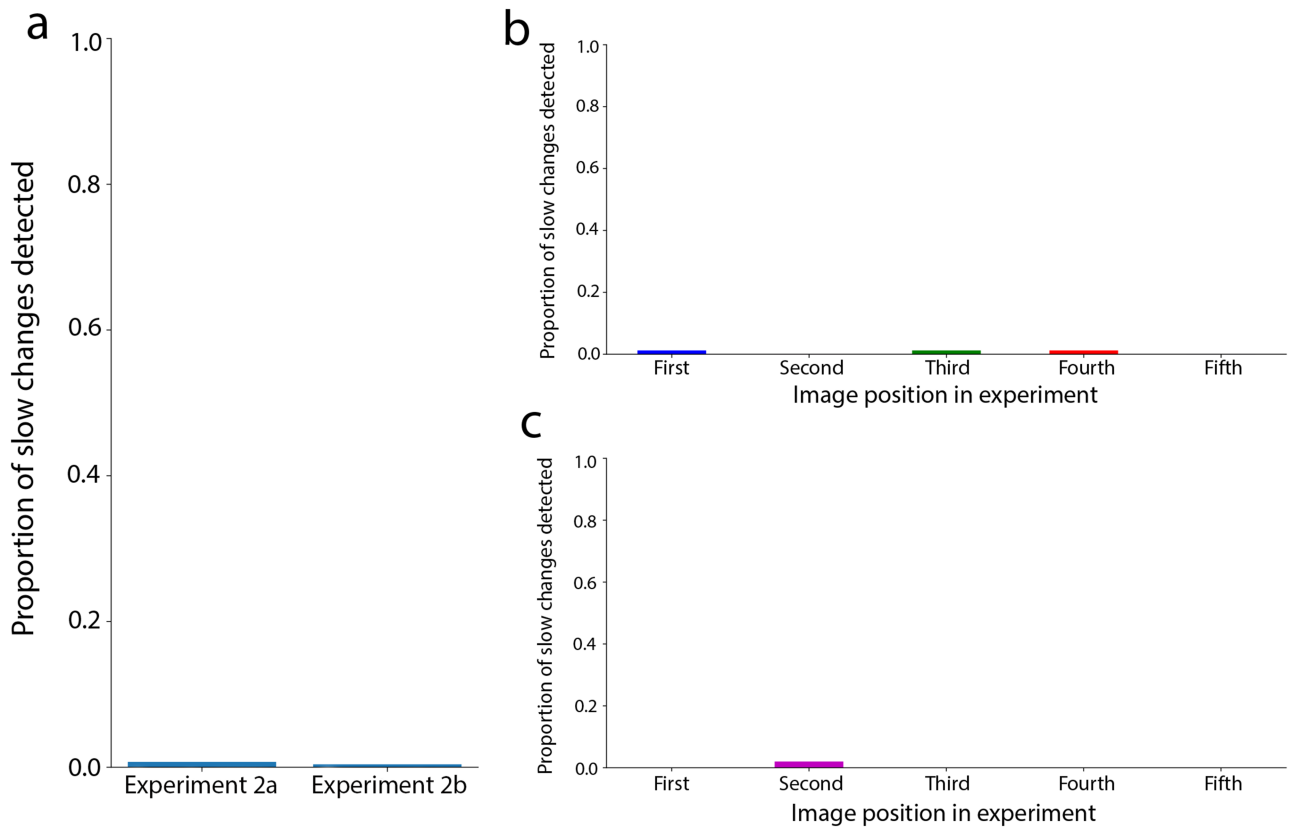 a
Proportion of slow changes detected
1.0
0.8
0.6
0.4
0.2
0.0
Experiment 2a
Experiment 2b
b
Proportion of slow changes detected
1.0
0.8
0.6
0.4
0.2
0.0
First
Second
Third
Fourth
Fifth
Image position in experiment
c
Proportion of slow changes detected
1.0
0.8
0.6
0.4
0.2
0.0
First
Second
Third
Fourth
Fifth
Image position in experiment